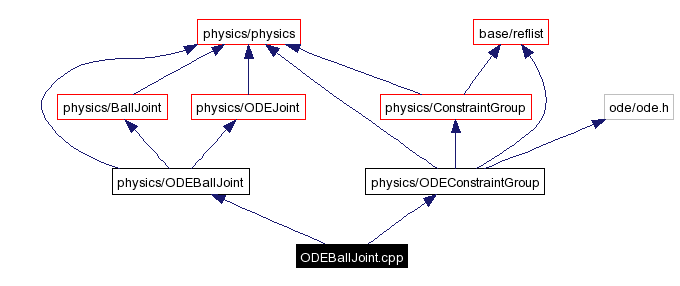 physics/physics
base/reflist
physics/BallJoint
physics/ODEJoint
physics/ConstraintGroup
ode/ode.h
physics/ODEBallJoint
physics/ODEConstraintGroup
ODEBallJoint.cpp